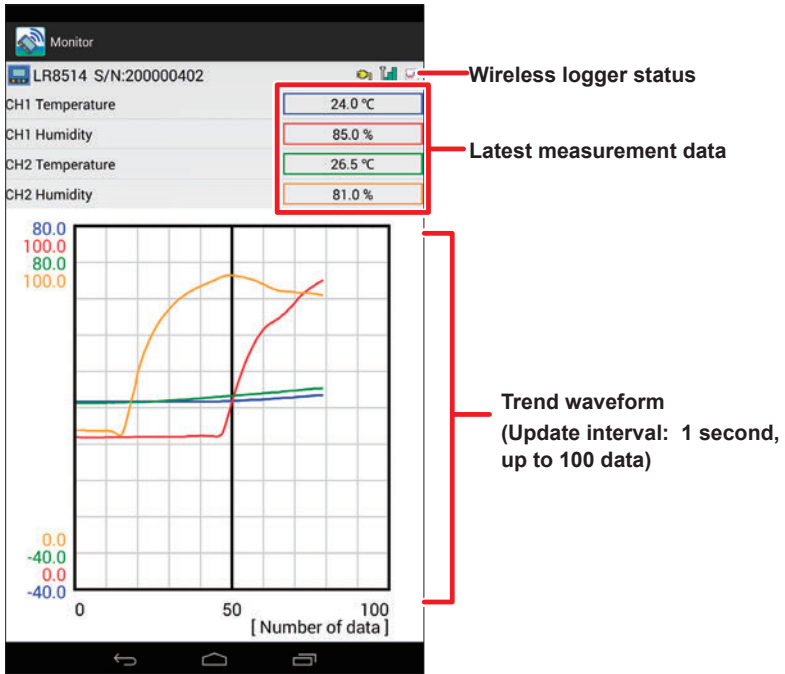 Monitor
LR8514 S/N:200000402
Wireless logger status
CH1 Temperature 24.0 ℃
CH1 Humidity 85.0 %
CH2 Temperature 26.5 ℃
CH2 Humidity 81.0 %
Latest measurement data
80.0
100.0
80.0
100.0
Trend waveform
(Update interval: 1 second,
up to 100 data)
0.0
-40.0
0.0
-40.0
0 50 100
[ Number of data ]